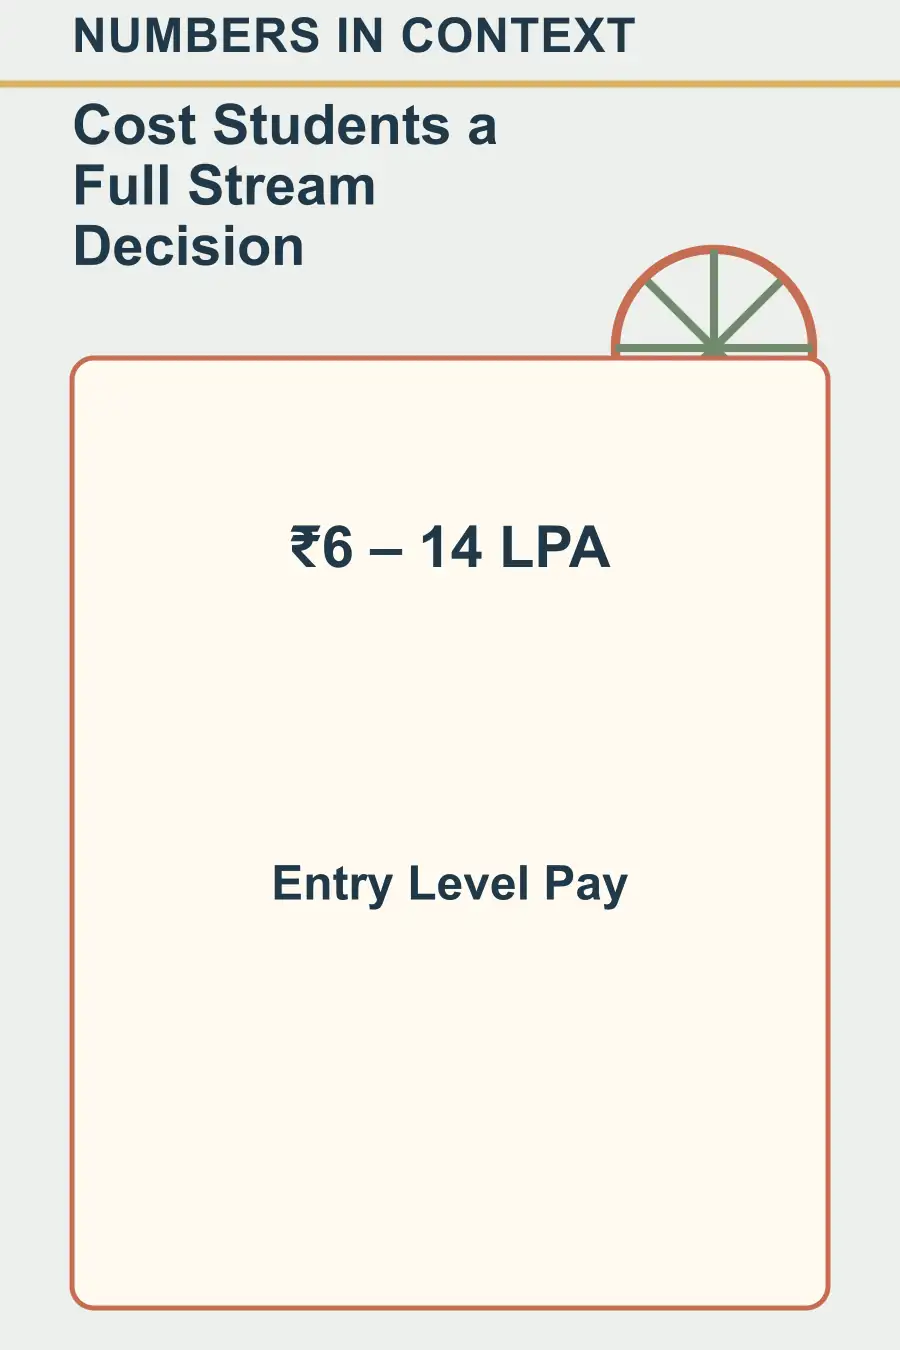 NUMBERS IN CONTEXT
Cost Students a
Full Stream
Decision
₹6 – 14 LPA
Entry Level Pay